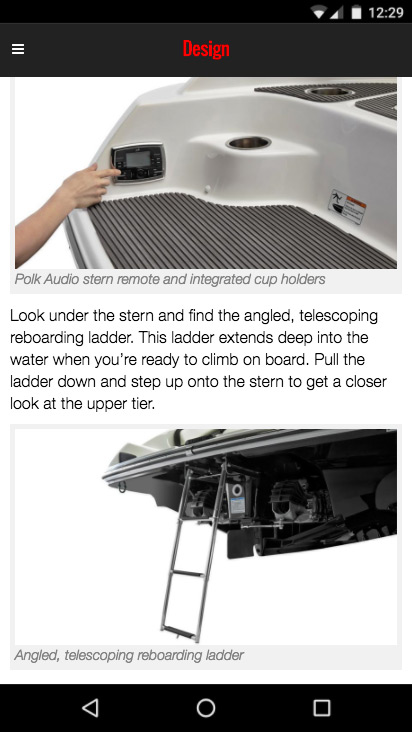 12:29
Design
Polk Audio stern remote and integrated cup holders
Look under the stern and find the angled, telescoping
reboarding ladder. This ladder extends deep into the
water when you’re ready to climb on board. Pull the
ladder down and step up onto the stern to get a closer
look at the upper tier.
Angled, telescoping reboarding ladder